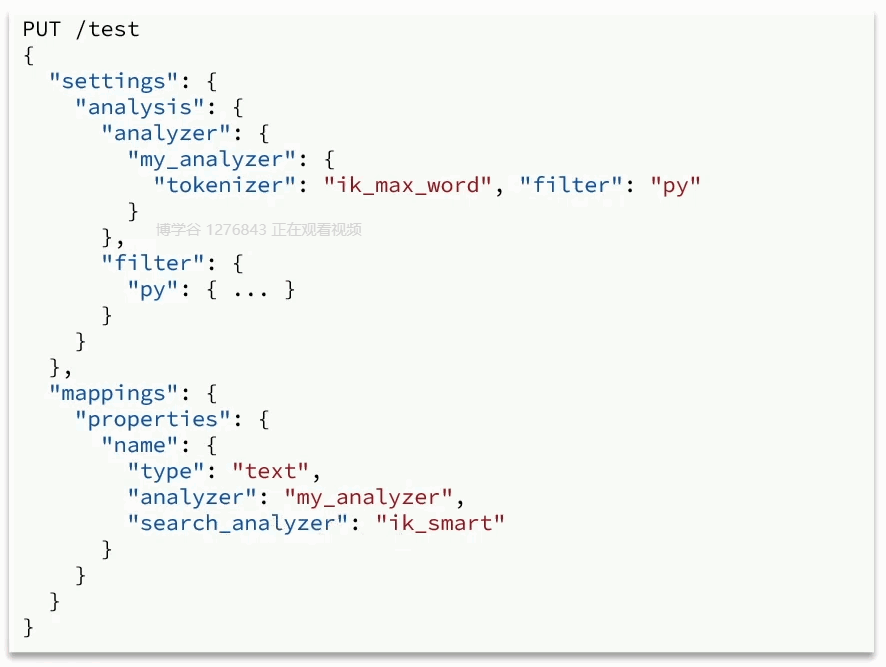 PUT /test
{
  "settings": {
    "analysis": {
      "analyzer": {
        "my_analyzer": {
          "tokenizer": "ik_max_word", "filter": "py"
        }
博学谷 1276843 正在观看视频
      },
      "filter": {
        "py": { ... }
      }
    }
  },
  "mappings": {
    "properties": {
      "name": {
        "type": "text",
        "analyzer": "my_analyzer",
        "search_analyzer": "ik_smart"
      }
    }
  }
}